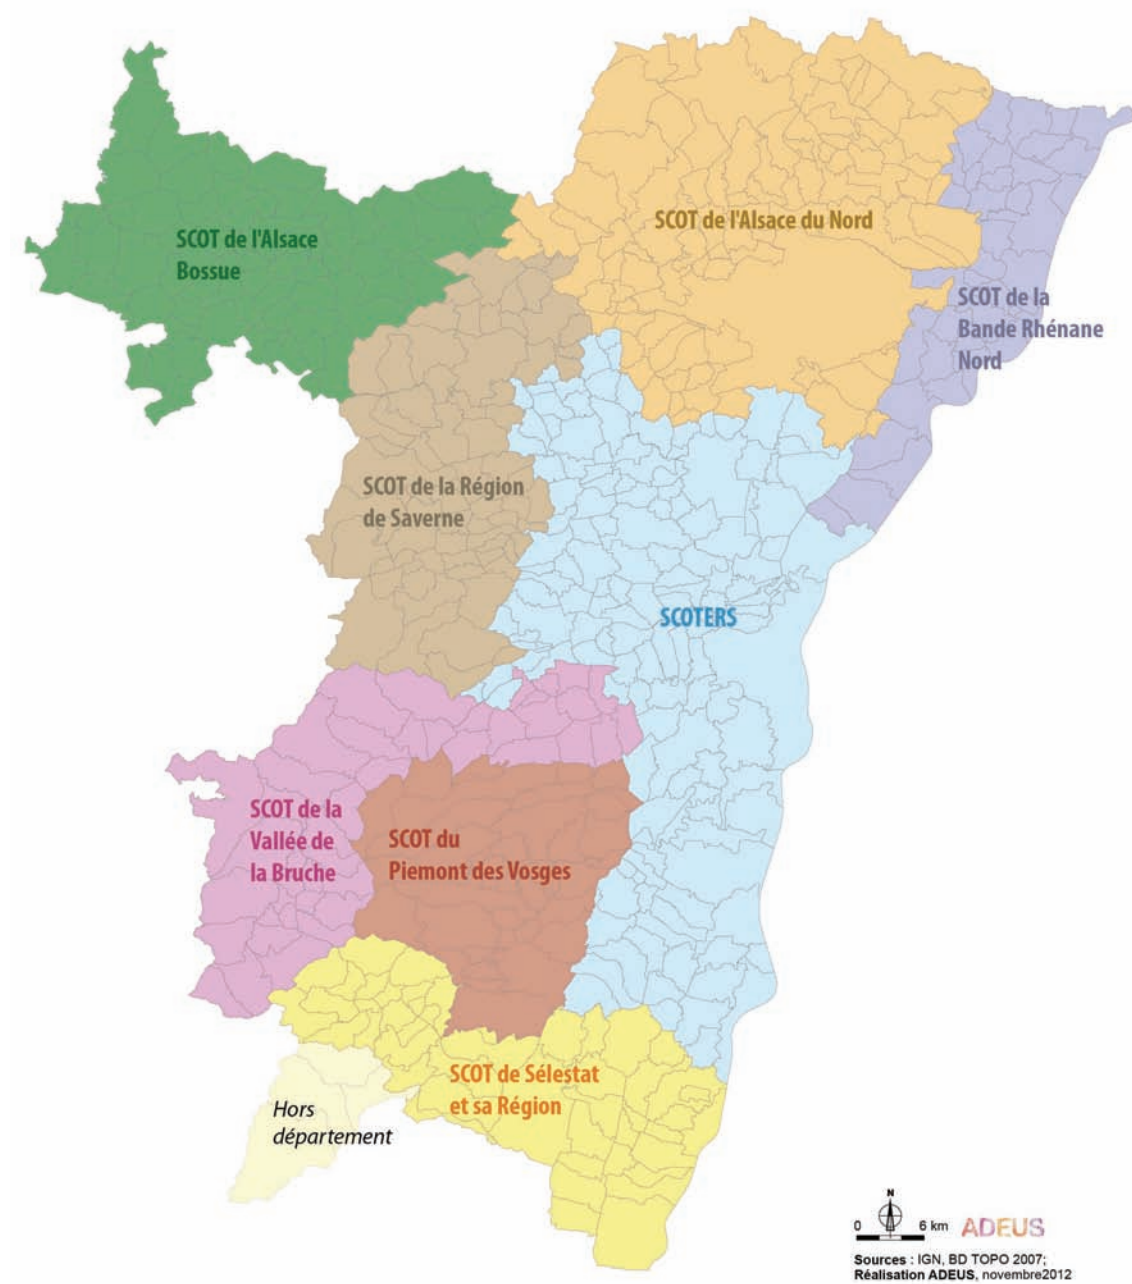 SCOT de l'Alsace du Nord
SCOT de l'Alsace
Bossue
SCOT de la
Bande Rhénane
Nord
SCOT de la Région
de Saverne
SCOTERS
SCOT de la
Vallée de
la Bruche
SCOT du
Piemont des Vosges
SCOT de Sélestat
et sa Région
Hors
département
N
0 6 km ADEUS
Sources : IGN, BD TOPO 2007;
Réalisation ADEUS, novembre2012